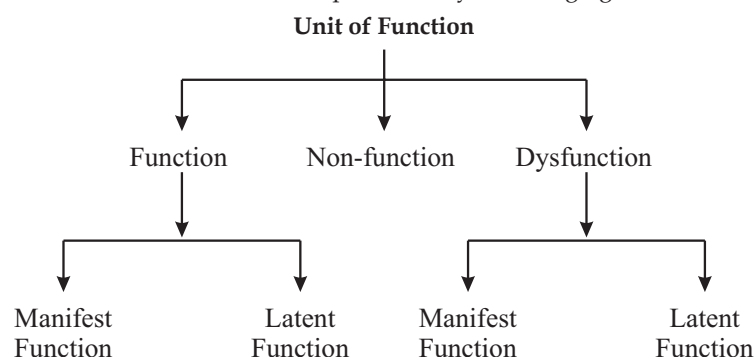 Unit of Function
Function Non-function Dysfunction
Manifest Function
Latent Function
Manifest Function
Latent Function